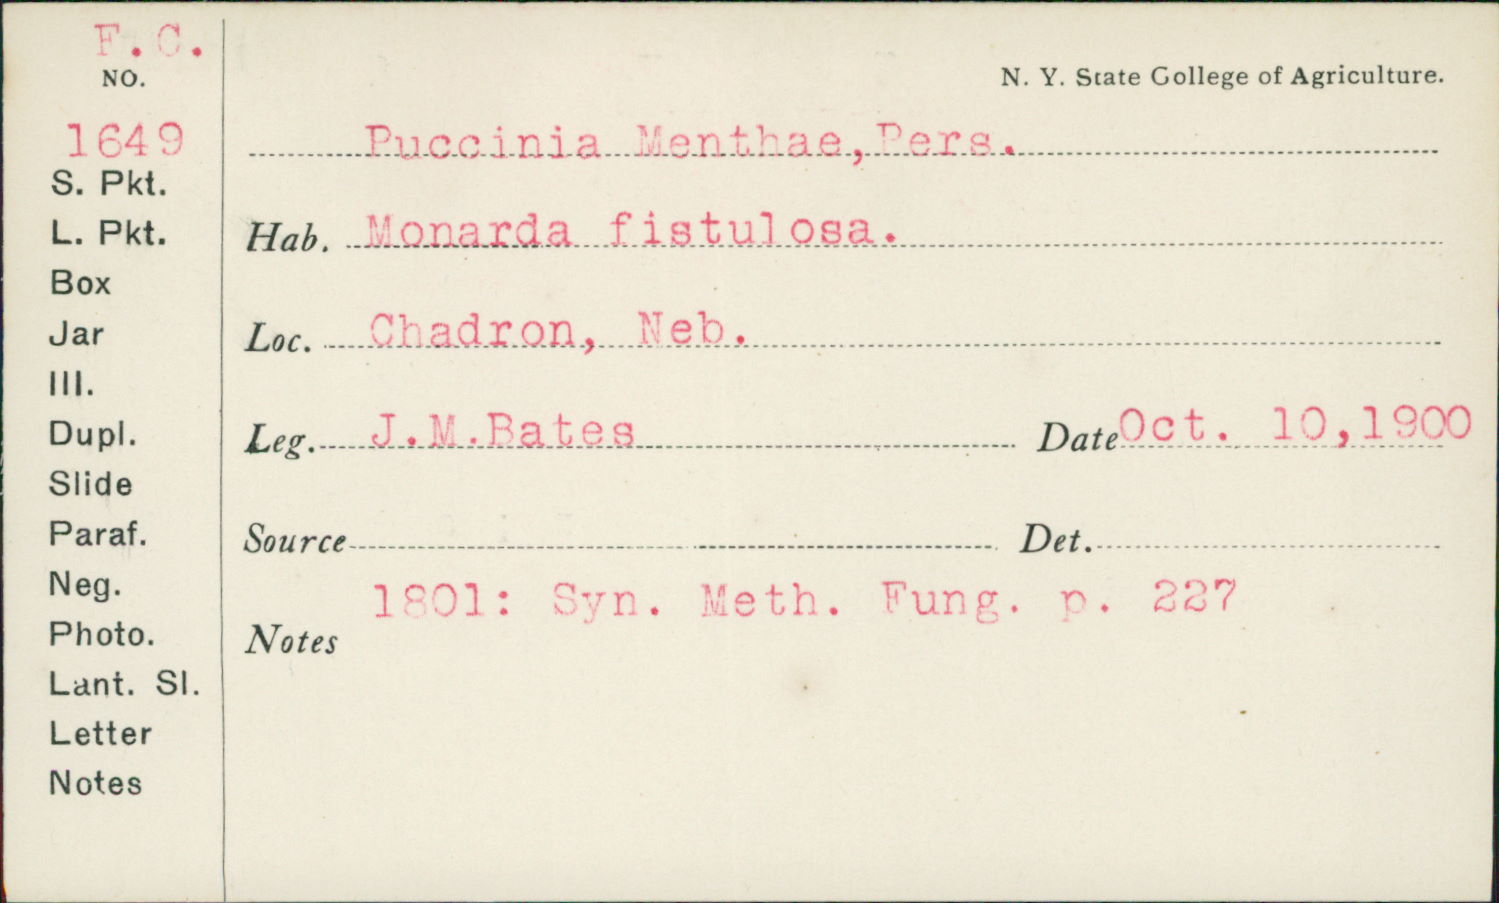 F.C.
NO.
1649
S. Pkt.
L. Pkt.
Box
Jar
Ill.
Dupl.
Slide
Paraf.
Neg.
Photo.
Lant. Sl.
Letter
Notes
N. Y. State College of Agriculture.
Puccinia Menthae, Pers.
Hab. Monarda fistulosa.
Loc. Chadron, Neb.
Leg. J.M.Bates Date Oct. 10,1900
Source Det.
1801: Syn. Meth. Fung. p. 227
Notes